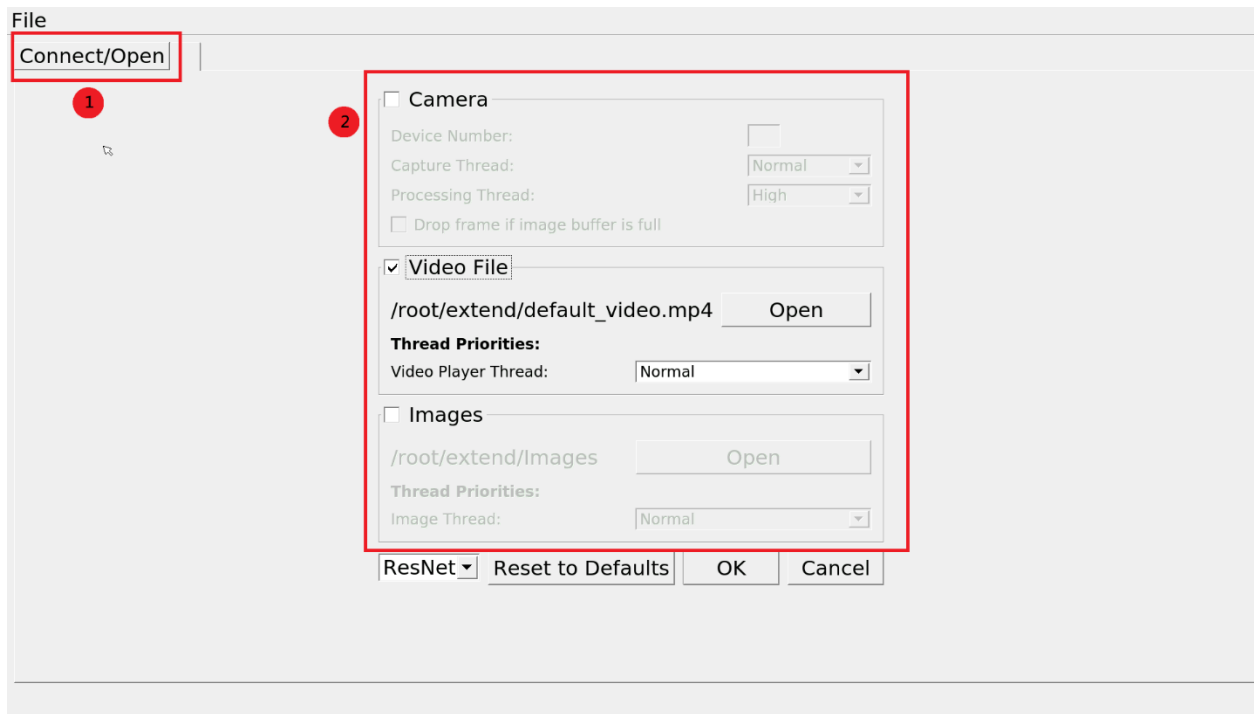 File
Connect/Open
1
2
Camera
Device Number:
Capture Thread: Normal
Processing Thread: High
Drop frame if image buffer is full
Video File
/root/extend/default_video.mp4 Open
Thread Priorities:
Video Player Thread: Normal
Images
/root/extend/Images Open
Thread Priorities:
Image Thread: Normal
ResNet Reset to Defaults OK Cancel